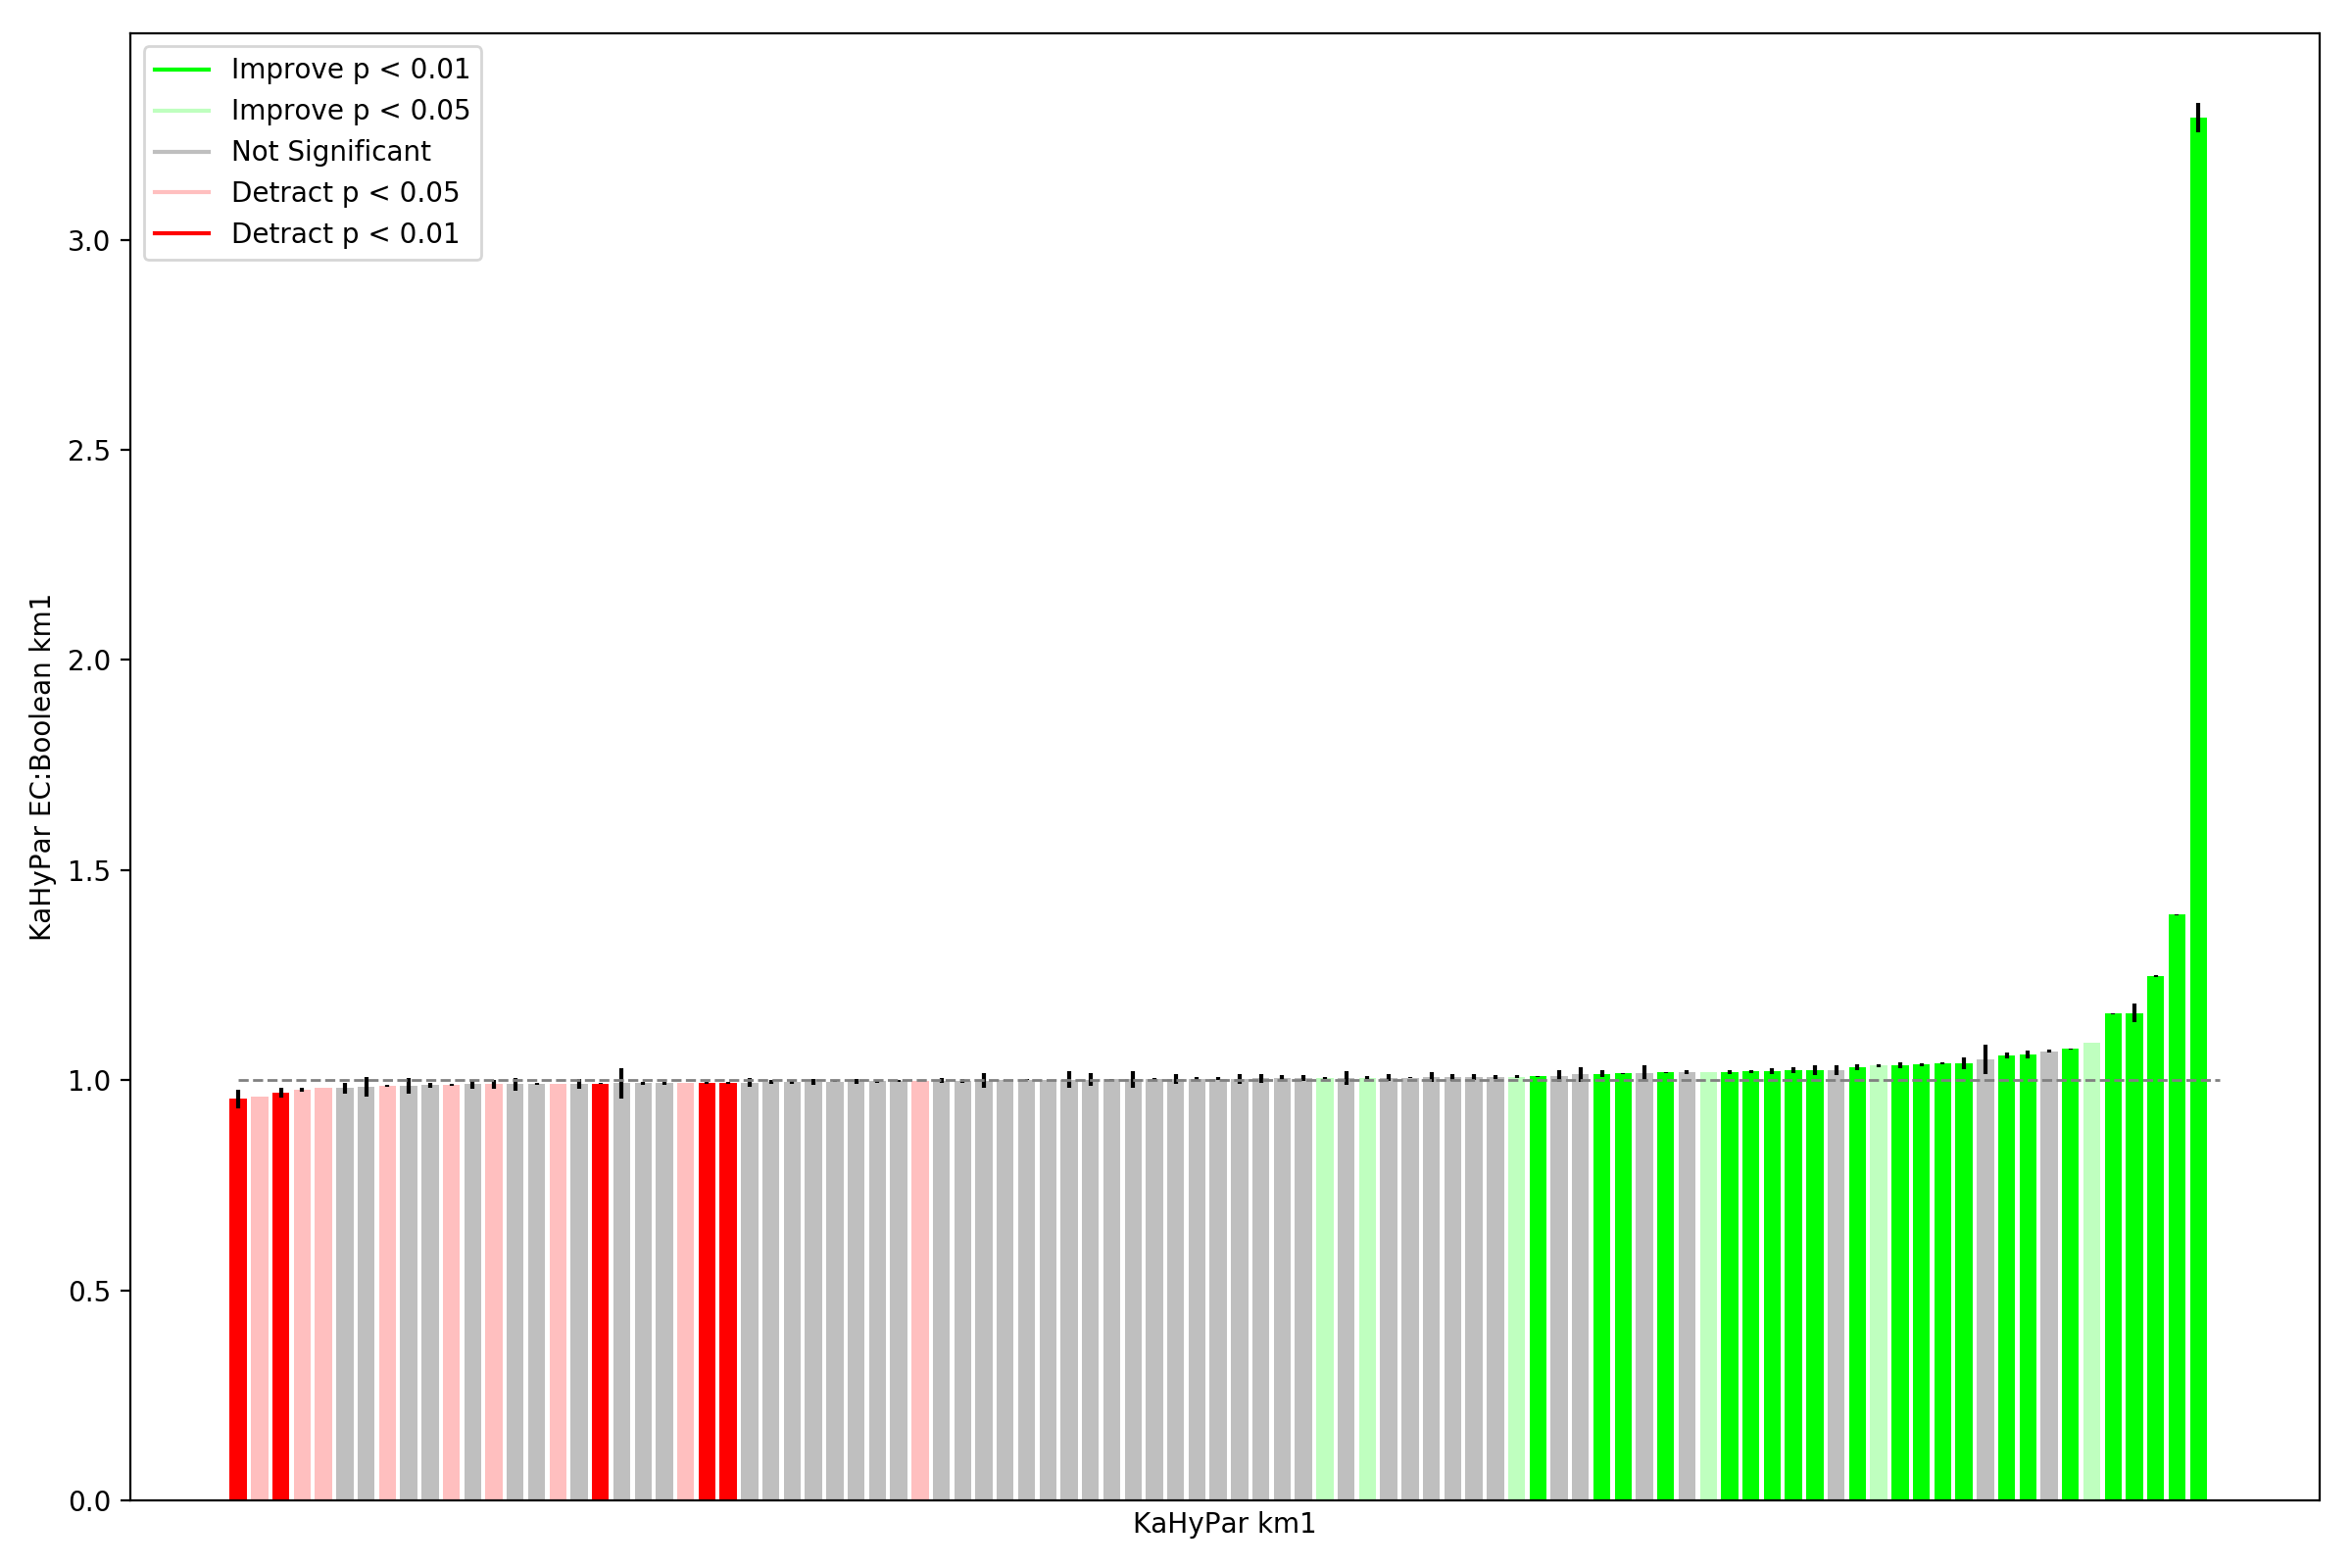 Improve p < 0.01
Improve p < 0.05
Not Significant
Detract p < 0.05
Detract p < 0.01
3.0
2.5
2.0
1.5
1.0
0.5
0.0
KaHyPar EC:Boolean km1
KaHyPar km1